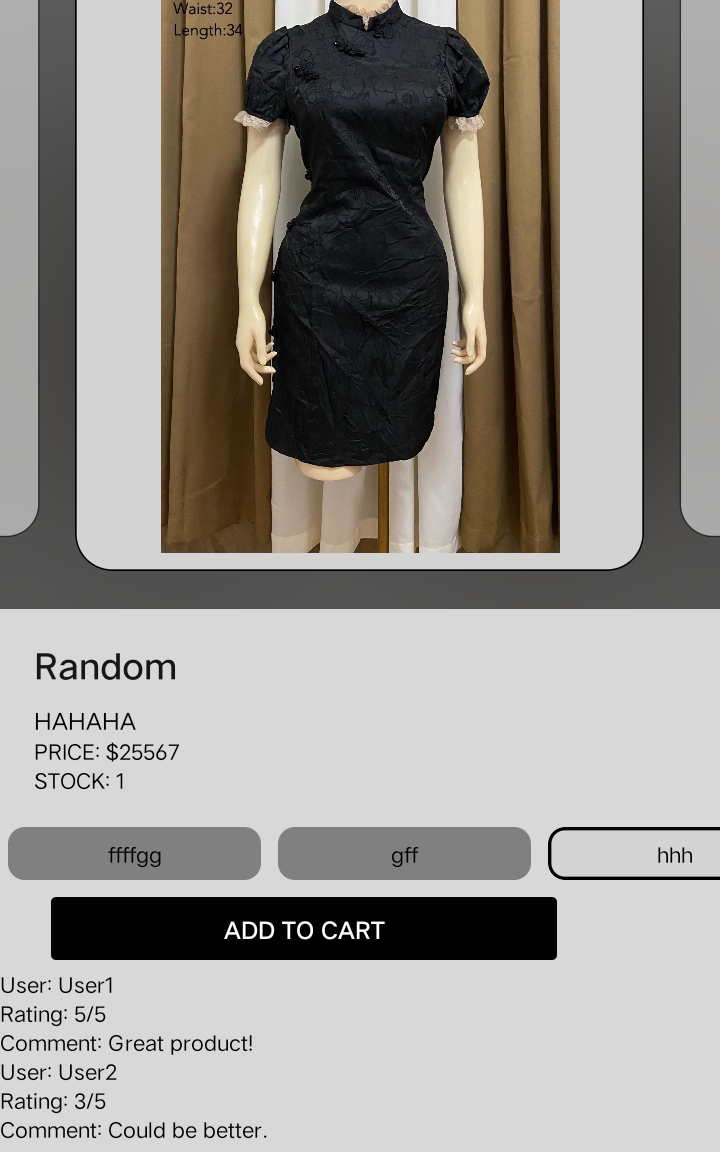 Waist:32
Length:34
Random
HAHAHA
PRICE: $25567
STOCK: 1
ffffgg gff hhh
ADD TO CART
User: User1
Rating: 5/5
Comment: Great product!
User: User2
Rating: 3/5
Comment: Could be better.